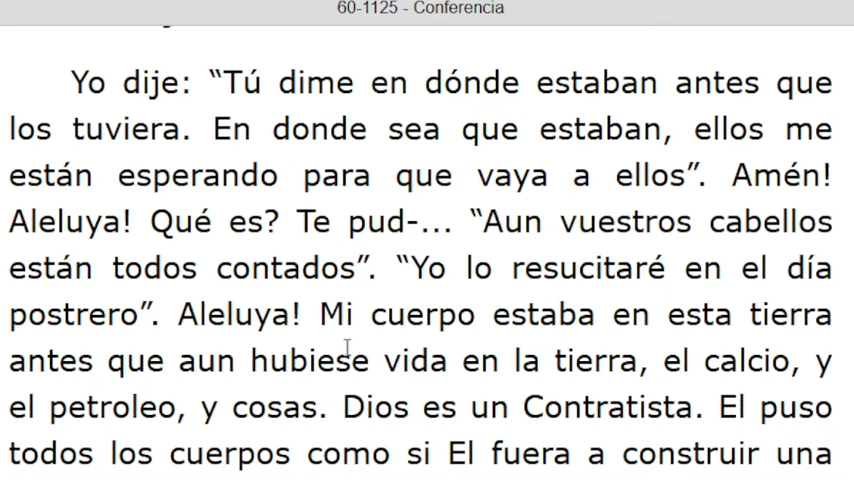 60-1125 - Conferencia
Yo dije: “Tú dime en dónde estaban antes que
los tuviera. En donde sea que estaban, ellos me
están esperando para que vaya a ellos”. Amén!
Aleluya! Qué es? Te pud-... “Aun vuestros cabellos
están todos contados”. “Yo lo resucitaré en el día
postrero”. Aleluya! Mi cuerpo estaba en esta tierra
antes que aun hubiese vida en la tierra, el calcio, y
el petroleo, y cosas. Dios es un Contratista. El puso
todos los cuerpos como si El fuera a construir una